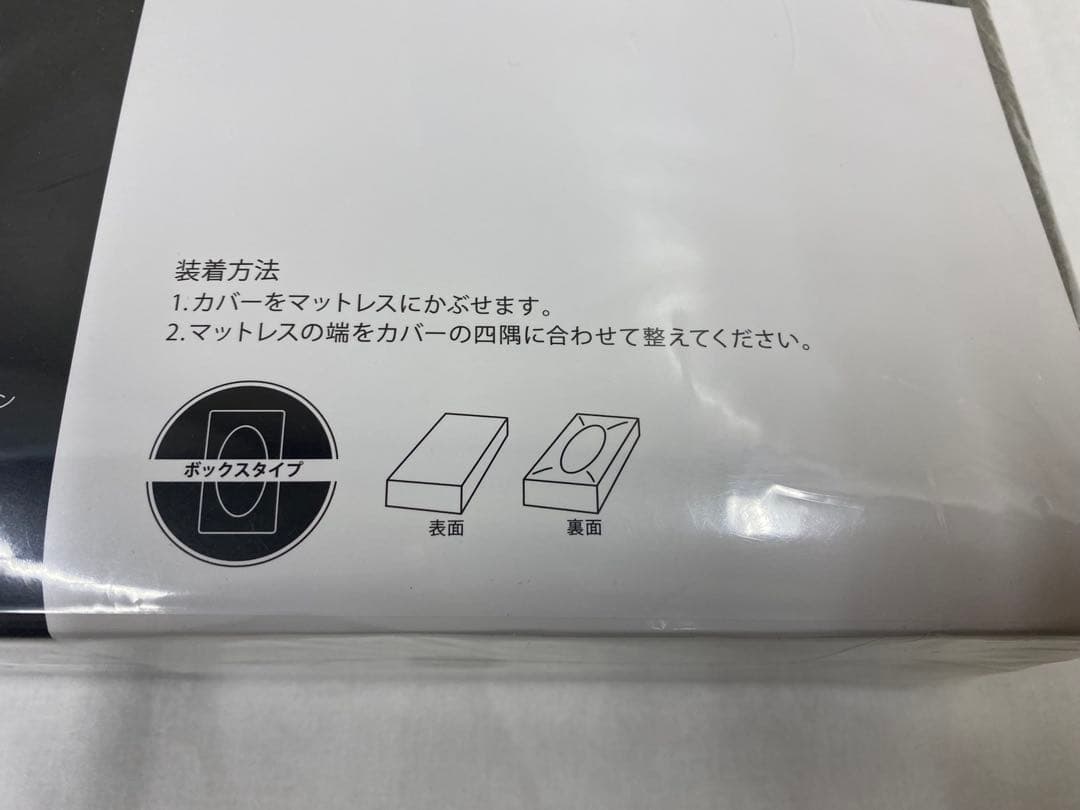 装着方法
1.カバーをマットレスにかぶせます。
2.マットレスの端をカバーの四隅に合わせて整えてください。
ン
ボックスタイプ
表面
裏面